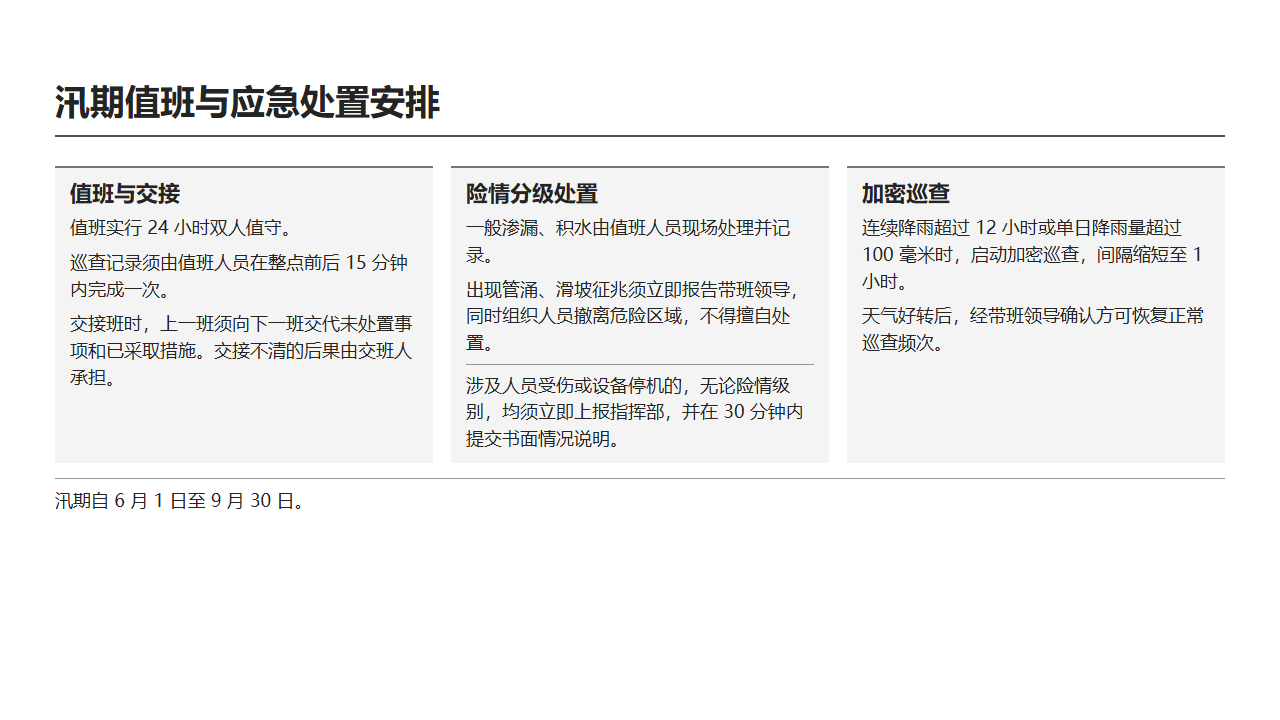 汛期值班与应急处置安排
值班与交接
值班实行 24 小时双人值守。
巡查记录须由值班人员在整点前后 15 分钟
内完成一次。
交接班时，上一班须向下一班交代未处置事
项和已采取措施。交接不清的后果由交班人
承担。
险情分级处置
一般渗漏、积水由值班人员现场处理并记
录。
出现管涌、滑坡征兆须立即报告带班领导，
同时组织人员撤离危险区域，不得擅自处
置。
涉及人员受伤或设备停机的，无论险情级
别，均须立即上报指挥部，并在 30 分钟内
提交书面情况说明。
加密巡查
连续降雨超过 12 小时或单日降雨量超过
100 毫米时，启动加密巡查，间隔缩短至 1
小时。
天气好转后，经带班领导确认方可恢复正常
巡查频次。
汛期自 6 月 1 日至 9 月 30 日。